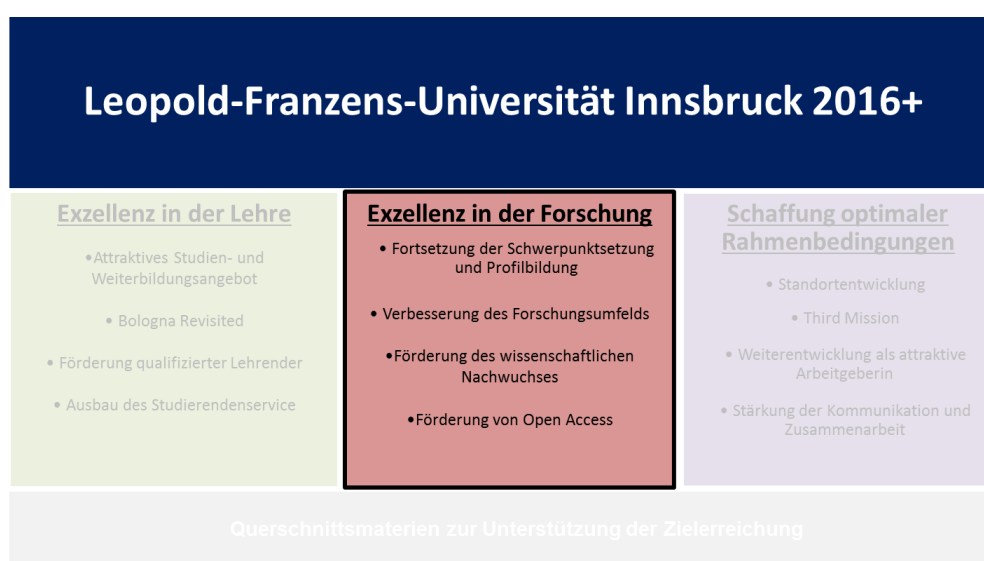 Leopold-Franzens-Universität Innsbruck 2016+
Exzellenz in der Lehre
•Attraktives Studien- und
Weiterbildungsangebot
• Bologna Revisited
• Förderung qualifizierter Lehrender
• Ausbau des Studierendenservice
Exzellenz in der Forschung
• Fortsetzung der Schwerpunktsetzung
und Profilbildung
• Verbesserung des Forschungsumfelds
•Förderung des wissenschaftlichen
Nachwuchses
•Förderung von Open Access
Schaffung optimaler
Rahmenbedingungen
• Standortentwicklung
• Third Mission
• Weiterentwicklung als attraktive
Arbeitgeberin
• Stärkung der Kommunikation und
Zusammenarbeit
Querschnittsmaterien zur Unterstützung der Zielerreichung